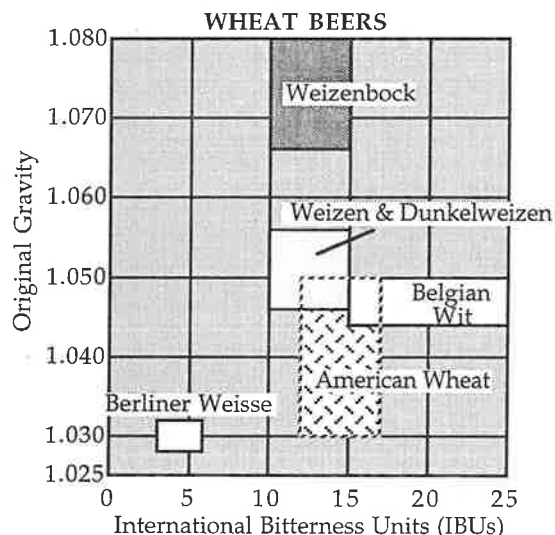 WHEAT BEERS
1.080
1.070
1.060
1.050
1.040
1.030
1.025
Original Gravity
Weizenbock
Weizen & Dunkelweizen
Belgian
Wit
American Wheat
Berliner Weisse
0
5
10
15
20
25
International Bitterness Units (IBUs)